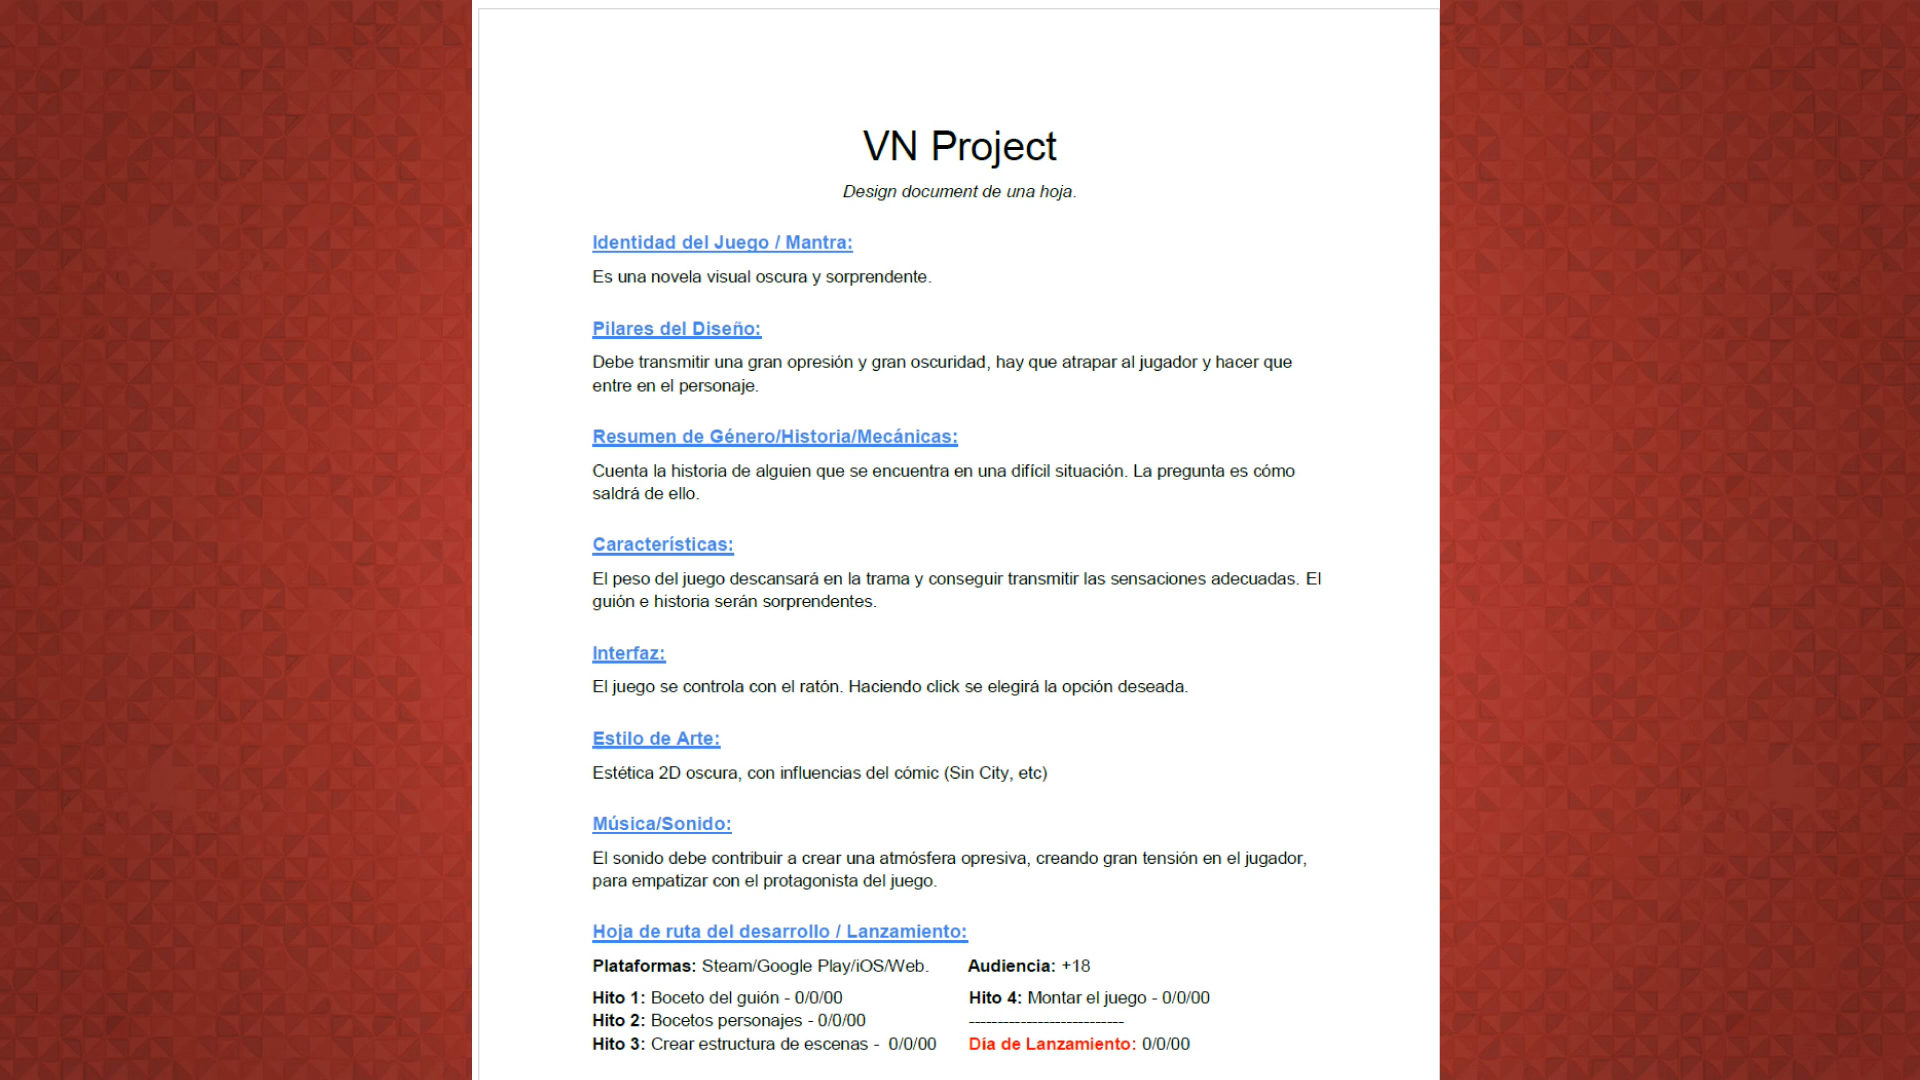 VN Project
Design document de una hoja.
Identidad del Juego / Mantra:
Es una novela visual oscura y sorprendente.
Pilares del Diseño:
Debe transmitir una gran opresión y gran oscuridad, hay que atrapar al jugador y hacer que
entre en el personaje.
Resumen de Género/Historia/Mecánicas:
Cuenta la historia de alguien que se encuentra en una difícil situación. La pregunta es cómo
saldrá de ello.
Características:
El peso del juego descansará en la trama y conseguir transmitir las sensaciones adecuadas. El
guión e historia serán sorprendentes.
Interfaz:
El juego se controla con el ratón. Haciendo click se elegirá la opción deseada.
Estilo de Arte:
Estética 2D oscura, con influencias del cómic (Sin City, etc)
Música/Sonido:
El sonido debe contribuir a crear una atmósfera opresiva, creando gran tensión en el jugador,
para empatizar con el protagonista del juego.
Hoja de ruta del desarrollo / Lanzamiento:
Plataformas: Steam/Google Play/iOS/Web.
Hito 1: Boceto del guión - 0/0/00
Hito 2: Bocetos personajes - 0/0/00
Hito 3: Crear estructura de escenas - 0/0/00
Audiencia: +18
Hito 4: Montar el juego - 0/0/00
---------------------------
Día de Lanzamiento: 0/0/00